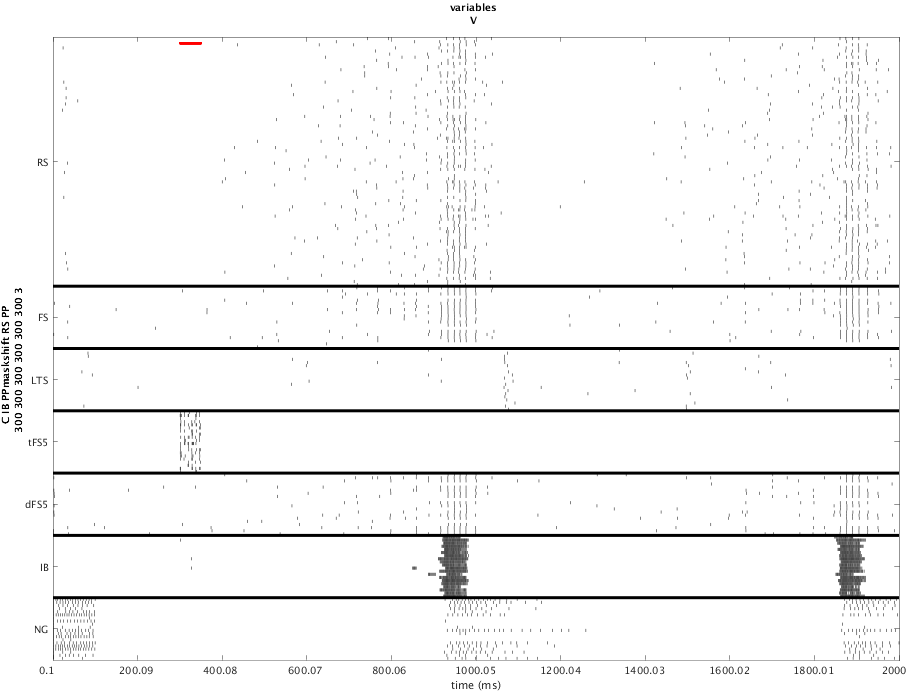 variables
V
C IB PPmaskshift RS PP
300 300 300 300 300 300 3
RS
FS
LTS
tFS5
dFS5
IB
NG
0.1 200.09 400.08 600.07 800.06 1000.05 1200.04 1400.03 1600.02 1800.01 2000
time (ms)